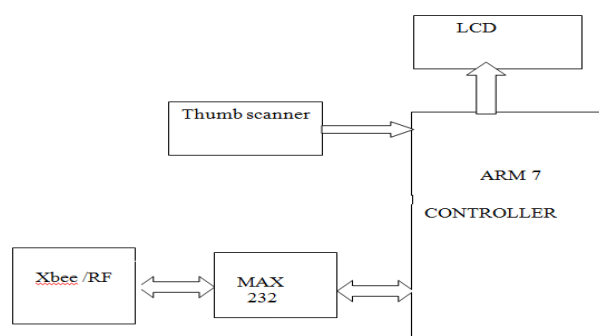 LCD
Thumb scanner
ARM 7
CONTROLLER
Xbee /RF
MAX
232